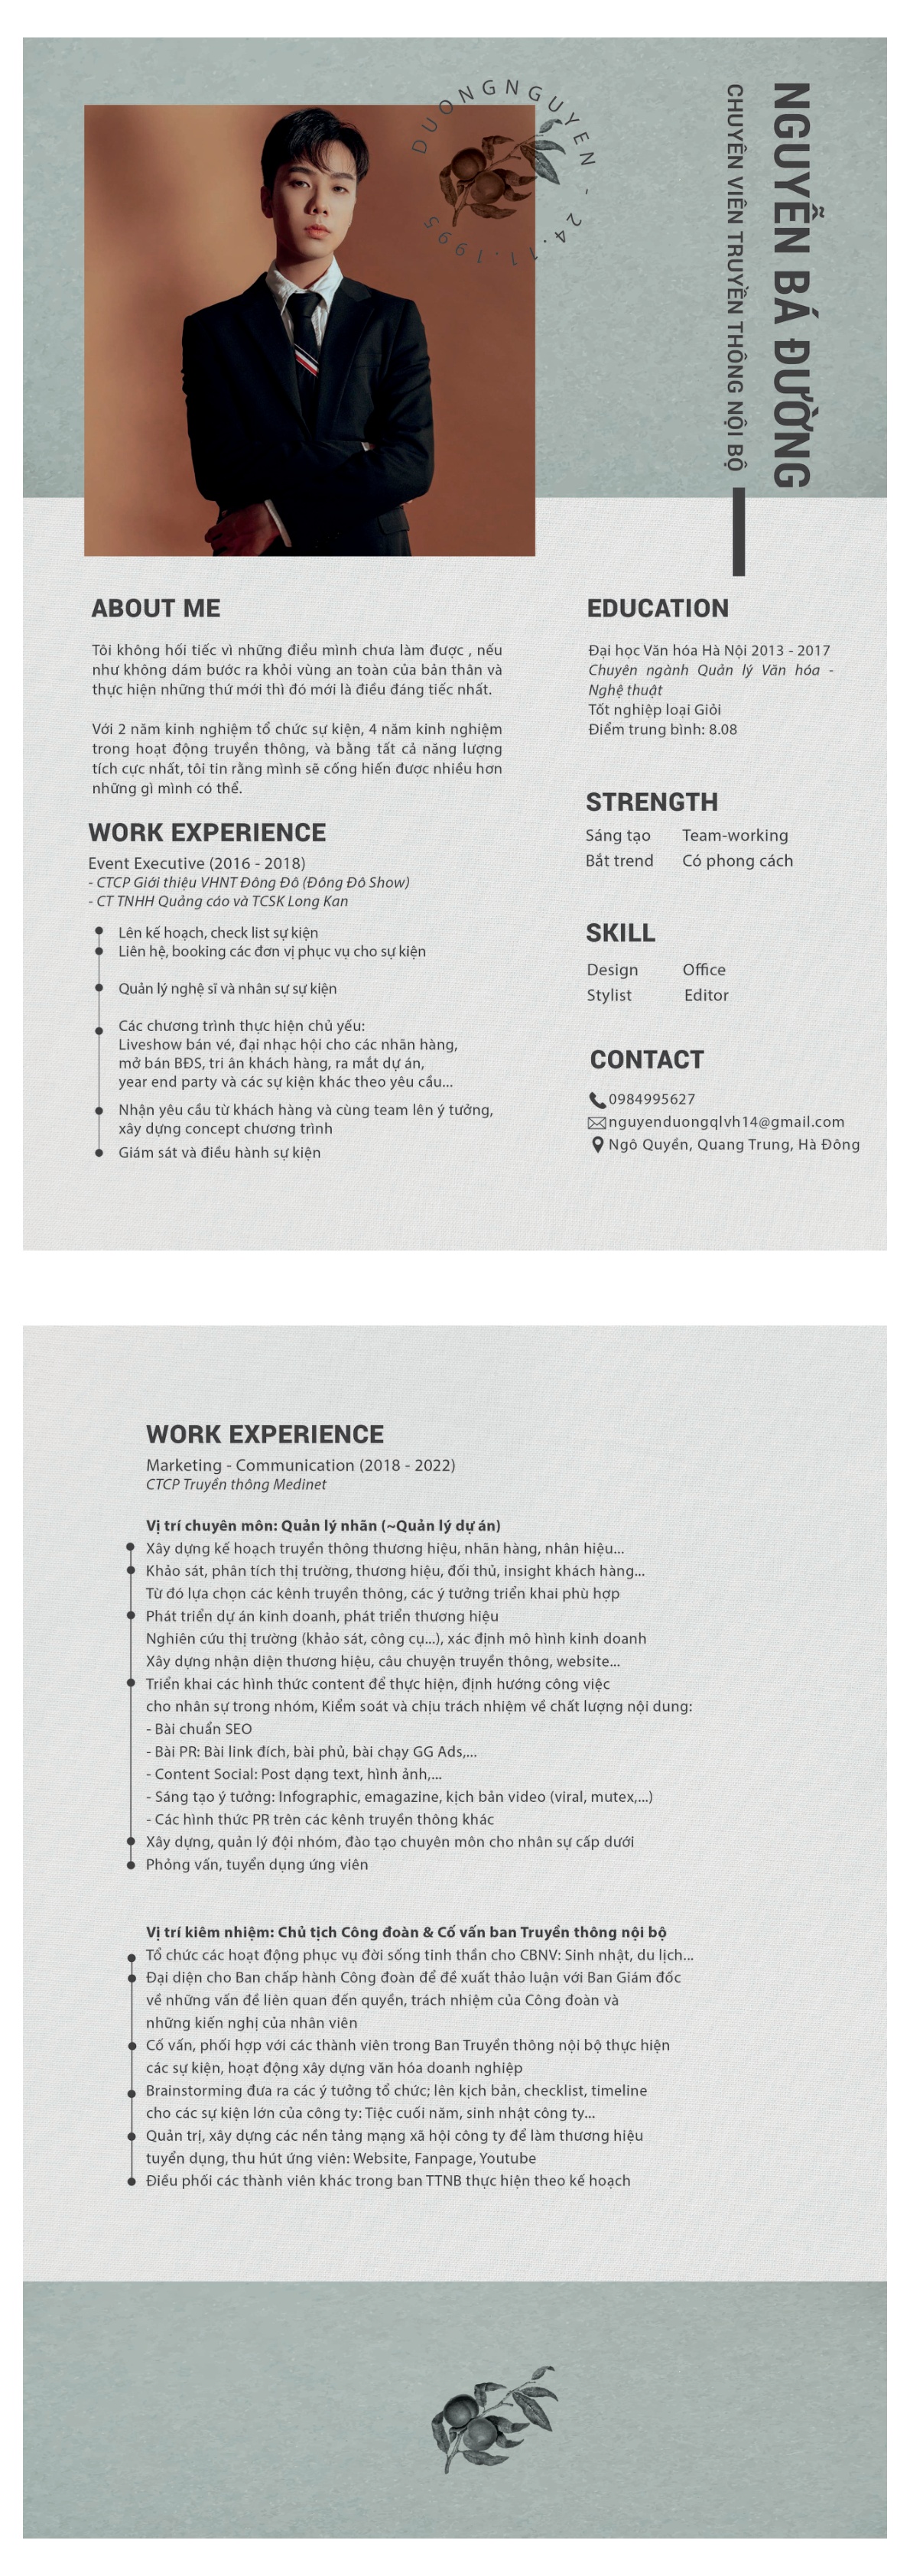 DUONGNGUYEN - 24.11.1995
NGUYỄN BÁ ĐƯỜNG
CHUYÊN VIÊN TRUYỀN THÔNG NỘI BỘ
ABOUT ME
Tôi không hối tiếc vì những điều mình chưa làm được , nếu
như không dám bước ra khỏi vùng an toàn của bản thân và
thực hiện những thứ mới thì đó mới là điều đáng tiếc nhất.
Với 2 năm kinh nghiệm tổ chức sự kiện, 4 năm kinh nghiệm
trong hoạt động truyền thông, và bằng tất cả năng lượng
tích cực nhất, tôi tin rằng mình sẽ cống hiến được nhiều hơn
những gì mình có thể.
WORK EXPERIENCE
Event Executive (2016 - 2018)
- CTCP Giới thiệu VHNT Đông Đô (Đông Đô Show)
- CT TNHH Quảng cáo và TCSK Long Kan
Lên kế hoạch, check list sự kiện
Liên hệ, booking các đơn vị phục vụ cho sự kiện
Quản lý nghệ sĩ và nhân sự sự kiện
Các chương trình thực hiện chủ yếu:
Liveshow bán vé, đại nhạc hội cho các nhãn hàng,
mở bán BĐS, tri ân khách hàng, ra mắt dự án,
year end party và các sự kiện khác theo yêu cầu...
Nhận yêu cầu từ khách hàng và cùng team lên ý tưởng,
xây dựng concept chương trình
Giám sát và điều hành sự kiện
EDUCATION
Đại học Văn hóa Hà Nội 2013 - 2017
Chuyên ngành Quản lý Văn hóa -
Nghệ thuật
Tốt nghiệp loại Giỏi
Điểm trung bình: 8.08
STRENGTH
Sáng tạo Team-working
Bắt trend Có phong cách
SKILL
Design Office
Stylist Editor
CONTACT
0984995627
nguyenduongqlvh14@gmail.com
Ngô Quyền, Quang Trung, Hà Đông
WORK EXPERIENCE
Marketing - Communication (2018 - 2022)
CTCP Truyền thông Medinet
Vị trí chuyên môn: Quản lý nhãn (~Quản lý dự án)
Xây dựng kế hoạch truyền thông thương hiệu, nhãn hàng, nhân hiệu...
Khảo sát, phân tích thị trường, thương hiệu, đối thủ, insight khách hàng...
Từ đó lựa chọn các kênh truyền thông, các ý tưởng triển khai phù hợp
Phát triển dự án kinh doanh, phát triển thương hiệu
Nghiên cứu thị trường (khảo sát, công cụ...), xác định mô hình kinh doanh
Xây dựng nhận diện thương hiệu, câu chuyện truyền thông, website...
Triển khai các hình thức content để thực hiện, định hướng công việc
cho nhân sự trong nhóm, Kiểm soát và chịu trách nhiệm về chất lượng nội dung:
- Bài chuẩn SEO
- Bài PR: Bài link đích, bài phủ, bài chạy GG Ads,...
- Content Social: Post dạng text, hình ảnh,...
- Sáng tạo ý tưởng: Infographic, emagazine, kịch bản video (viral, mutex,...)
- Các hình thức PR trên các kênh truyền thông khác
Xây dựng, quản lý đội nhóm, đào tạo chuyên môn cho nhân sự cấp dưới
Phỏng vấn, tuyển dụng ứng viên
Vị trí kiêm nhiệm: Chủ tịch Công đoàn & Cố vấn ban Truyền thông nội bộ
Tổ chức các hoạt động phục vụ đời sống tinh thần cho CBNV: Sinh nhật, du lịch...
Đại diện cho Ban chấp hành Công đoàn để đề xuất thảo luận với Ban Giám đốc
về những vấn đề liên quan đến quyền, trách nhiệm của Công đoàn và
những kiến nghị của nhân viên
Cố vấn, phối hợp với các thành viên trong Ban Truyền thông nội bộ thực hiện
các sự kiện, hoạt động xây dựng văn hóa doanh nghiệp
Brainstorming đưa ra các ý tưởng tổ chức; lên kịch bản, checklist, timeline
cho các sự kiện lớn của công ty: Tiệc cuối năm, sinh nhật công ty...
Quản trị, xây dựng các nền tảng mạng xã hội công ty để làm thương hiệu
tuyển dụng, thu hút ứng viên: Website, Fanpage, Youtube
Điều phối các thành viên khác trong ban TTNB thực hiện theo kế hoạch